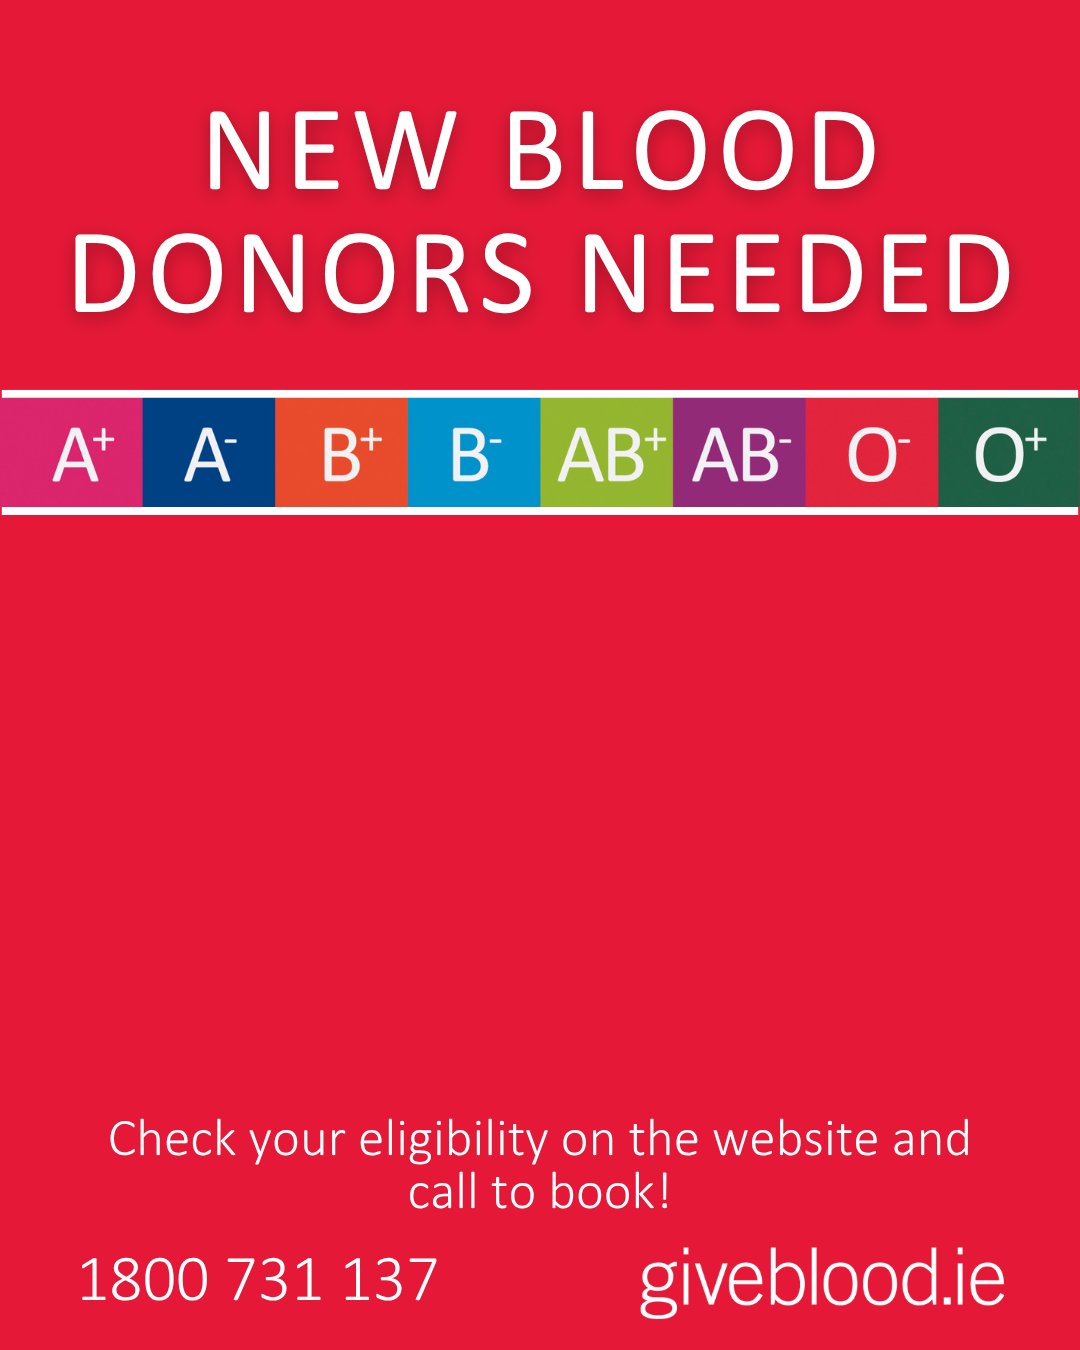 NEW BLOOD
DONORS NEEDED
A+ A- B+ B- AB+ AB- O- O+
Check your eligibility on the website and
call to book!
1800 731 137 giveblood.ie